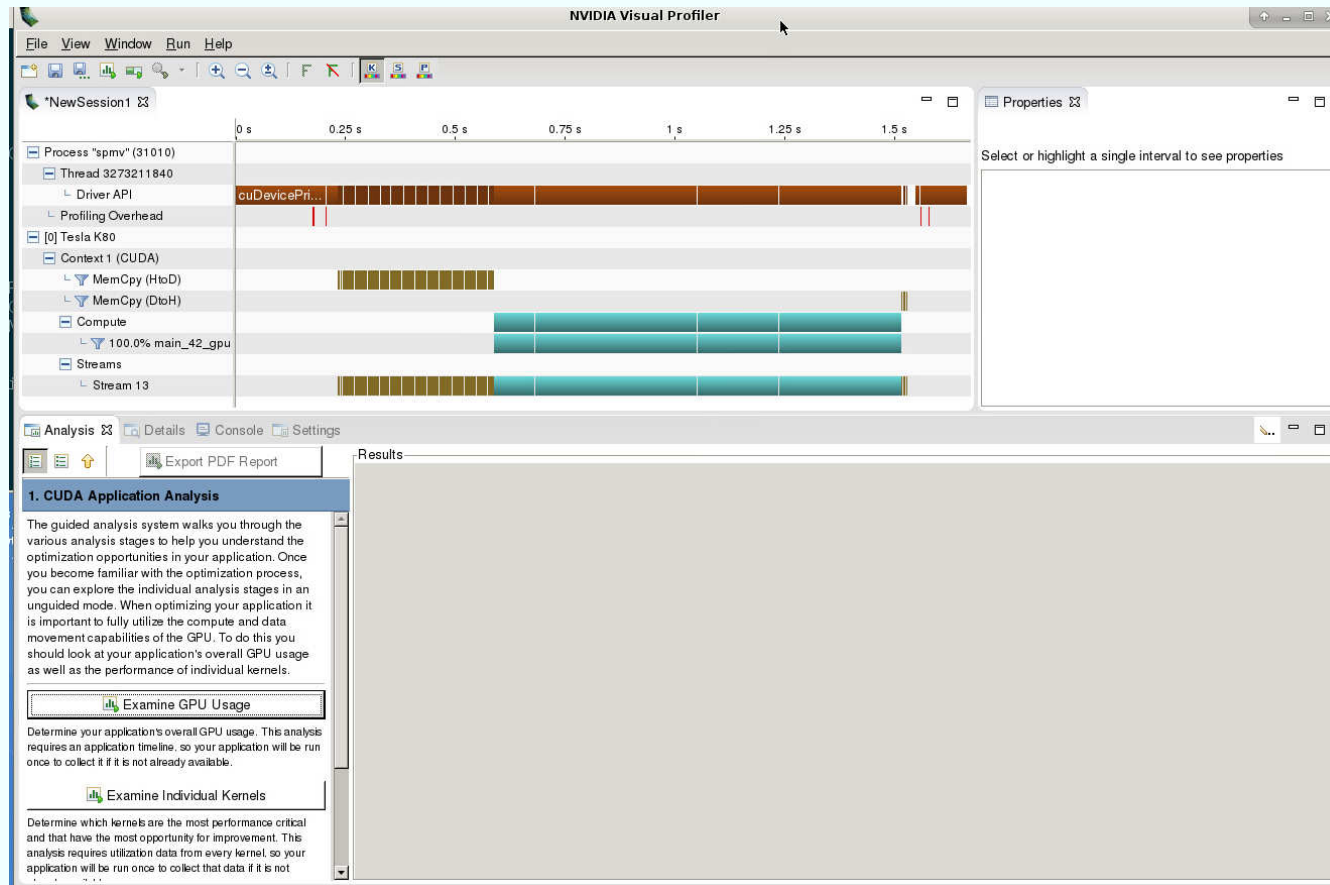 NVIDIA Visual Profiler
File View Window Run Help
*NewSession1
Properties
0 s 0.25 s 0.5 s 0.75 s 1 s 1.25 s 1.5 s
Process "spmv" (31010)
Select or highlight a single interval to see properties
Thread 3273211840
Driver API
cuDevicePri...
Profiling Overhead
[0] Tesla K80
Context 1 (CUDA)
MemCpy (HtoD)
MemCpy (DtoH)
Compute
100.0% main_42_gpu
Streams
Stream 13
Analysis Details Console Settings
Export PDF Report
Results
1. CUDA Application Analysis
The guided analysis system walks you through the
various analysis stages to help you understand the
optimization opportunities in your application. Once
you become familiar with the optimization process,
you can explore the individual analysis stages in an
unguided mode. When optimizing your application it
is important to fully utilize the compute and data
movement capabilities of the GPU. To do this you
should look at your application's overall GPU usage
as well as the performance of individual kernels.
Examine GPU Usage
Determine your application's overall GPU usage. This analysis
requires an application timeline, so your application will be run
once to collect it if it is not already available.
Examine Individual Kernels
Determine which kernels are the most performance critical
and that have the most opportunity for improvement. This
analysis requires utilization data from every kernel, so your
application will be run once to collect that data if it is not